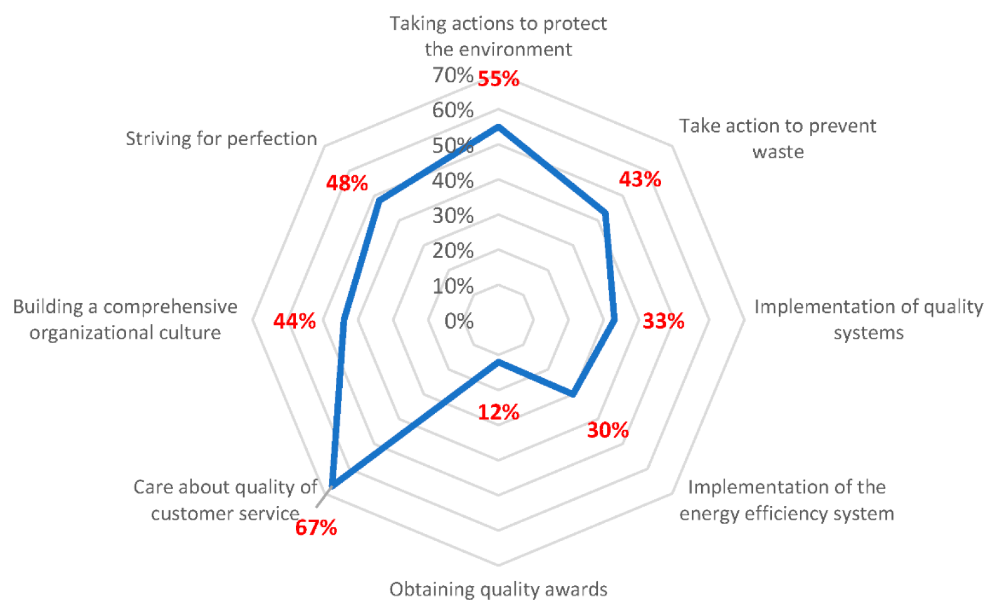 Taking actions to protect
the environment
70%
55%
60%
50%
40%
30%
20%
10%
0%
Take action to prevent
waste
43%
Implementation of quality
systems
33%
Implementation of the
energy efficiency system
30%
Obtaining quality awards
12%
Care about quality of
customer service
67%
Building a comprehensive
organizational culture
44%
Striving for perfection
48%